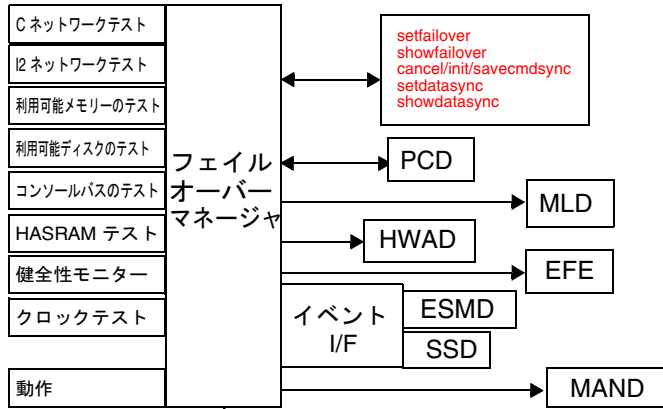 C ネットワークテスト
I2 ネットワークテスト
利用可能メモリーのテスト
利用可能ディスクのテスト
コンソールバスのテスト
HASRAM テスト
健全性モニター
クロックテスト
動作
フェイル
オーバー
マネージャ
setfailover
showfailover
cancel/init/savecmdsync
setdatasync
showdatasync
PCD
MLD
HWAD
EFE
イベント
I/F
ESMD
SSD
MAND